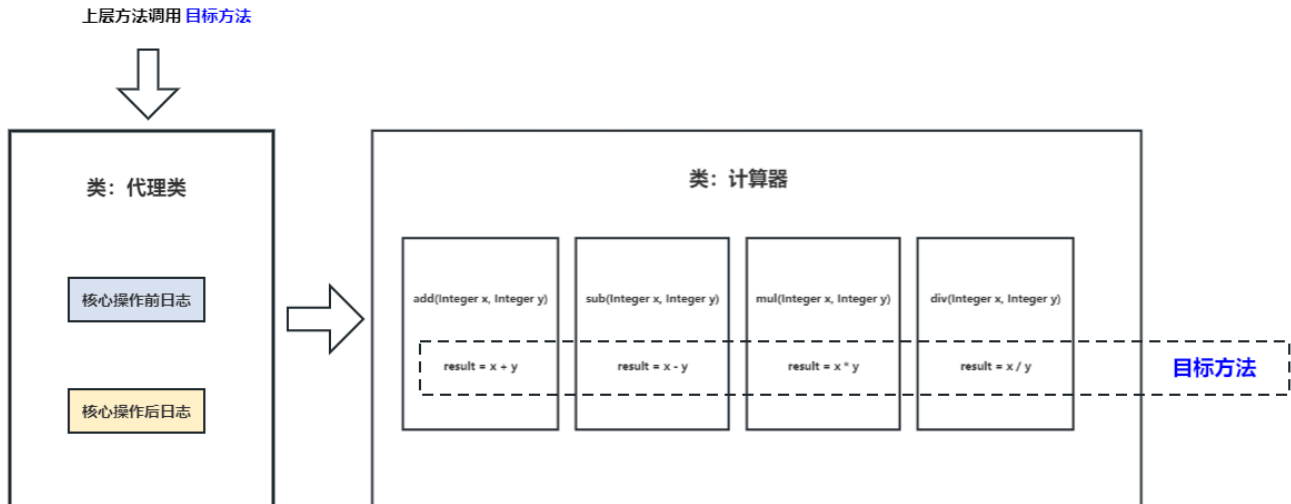 上层方法调用 目标方法
类：代理类
核心操作前日志
核心操作后日志
类：计算器
add(Integer x, Integer y)
result = x + y
sub(Integer x, Integer y)
result = x - y
mul(Integer x, Integer y)
result = x * y
div(Integer x, Integer y)
result = x / y
目标方法